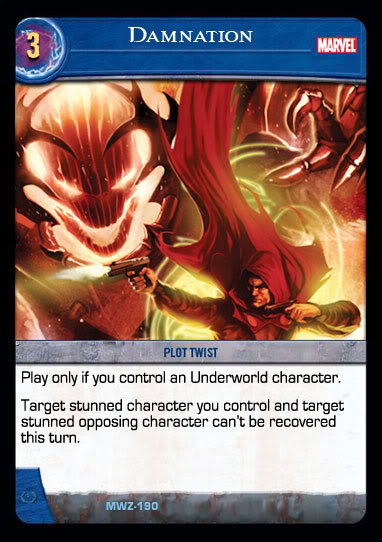 3
DAMNATION
MARVEL
PLOT TWIST
Play only if you control an Underworld character.
Target stunned character you control and target
stunned opposing character can't be recovered
this turn.
MWZ-190